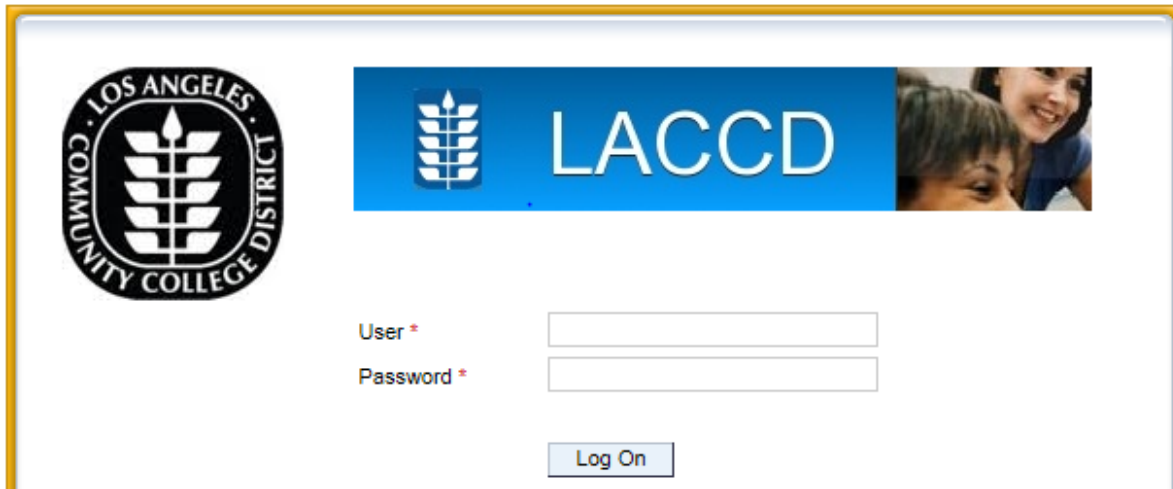 LOS ANGELES
COMMUNITY COLLEGE DISTRICT
LACCD
User *
Password *
Log On